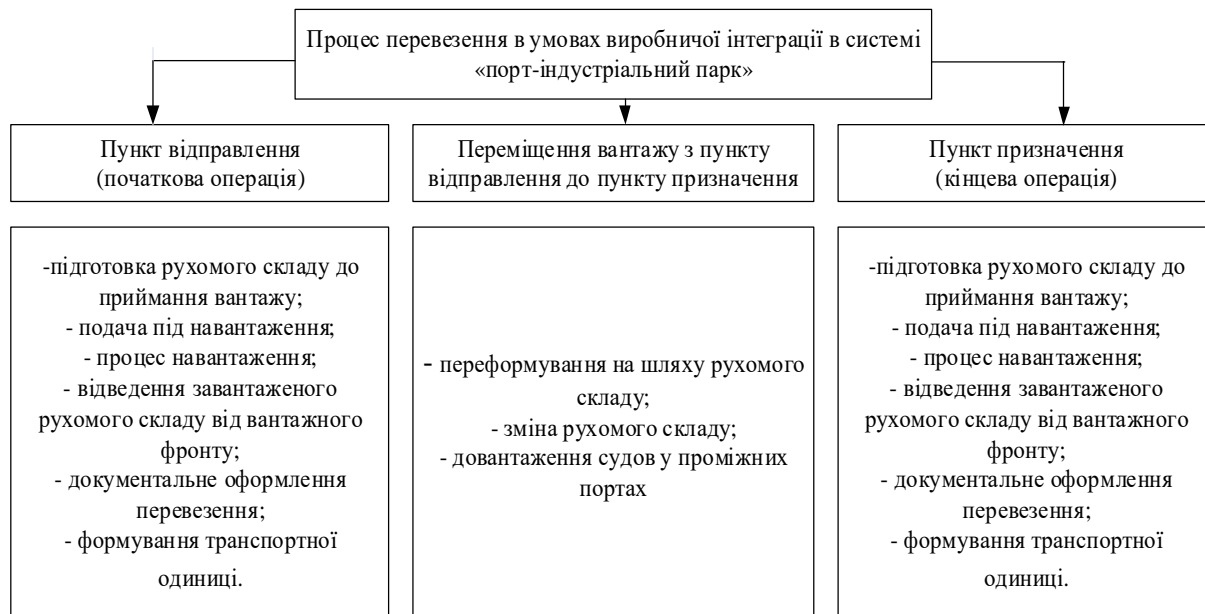 Процес перевезення в умовах виробничої інтеграції в системі
«порт-індустріальний парк»
Пункт відправлення
(початкова операція)
Переміщення вантажу з пункту
відправлення до пункту призначення
Пункт призначення
(кінцева операція)
-підготовка рухомого складу до
приймання вантажу;
- подача під навантаження;
- процес навантаження;
- відведення завантаженого
рухомого складу від вантажного
фронту;
- документальне оформлення
перевезення;
- формування транспортної
одиниці.
- переформування на шляху рухомого
складу;
- зміна рухомого складу;
- довантаження судов у проміжних
портах
-підготовка рухомого складу до
приймання вантажу;
- подача під навантаження;
- процес навантаження;
- відведення завантаженого
рухомого складу від вантажного
фронту;
- документальне оформлення
перевезення;
- формування транспортної
одиниці.